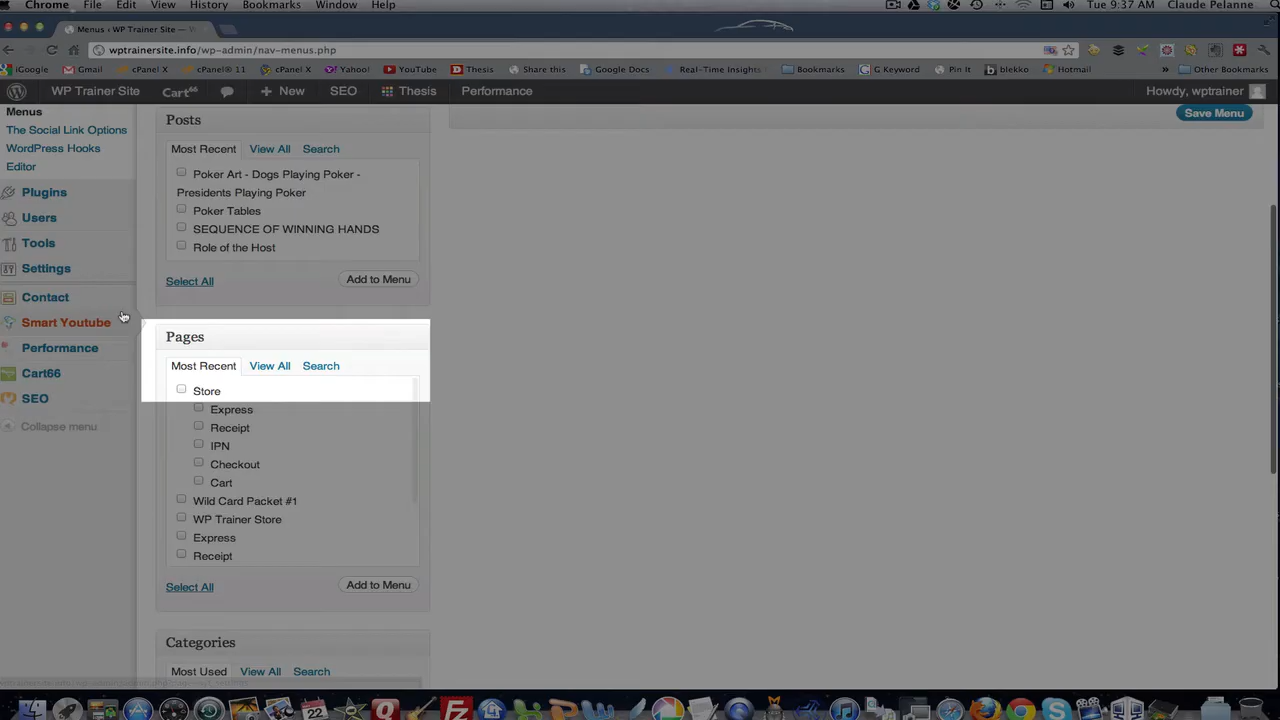 Chrome File Edit View History Bookmarks Window Help Tue 9:37 AM Claude Pelanne
Menus ‹ WP Trainer Site —
wptrainersite.info/wp-admin/nav-menus.php
iGoogle Gmail cPanel X cPanel® 11 cPanel X Yahoo! YouTube Thesis Share this Google Docs Real-Time Insights Bookmarks G Keyword Pin It blekko Hotmail » Other Bookmarks
WP Trainer Site Cart66 + New SEO Thesis Performance Howdy, wptrainer
Menus
The Social Link Options
WordPress Hooks
Editor
Plugins
Users
Tools
Settings
Contact
Smart Youtube
Performance
Cart66
SEO
Collapse menu
Posts
Most Recent View All Search
Poker Art - Dogs Playing Poker -
Presidents Playing Poker
Poker Tables
SEQUENCE OF WINNING HANDS
Role of the Host
Select All Add to Menu
Pages
Most Recent View All Search
Store
Express
Receipt
IPN
Checkout
Cart
Wild Card Packet #1
WP Trainer Store
Express
Receipt
Select All Add to Menu
Categories
Most Used View All Search
Save Menu
22